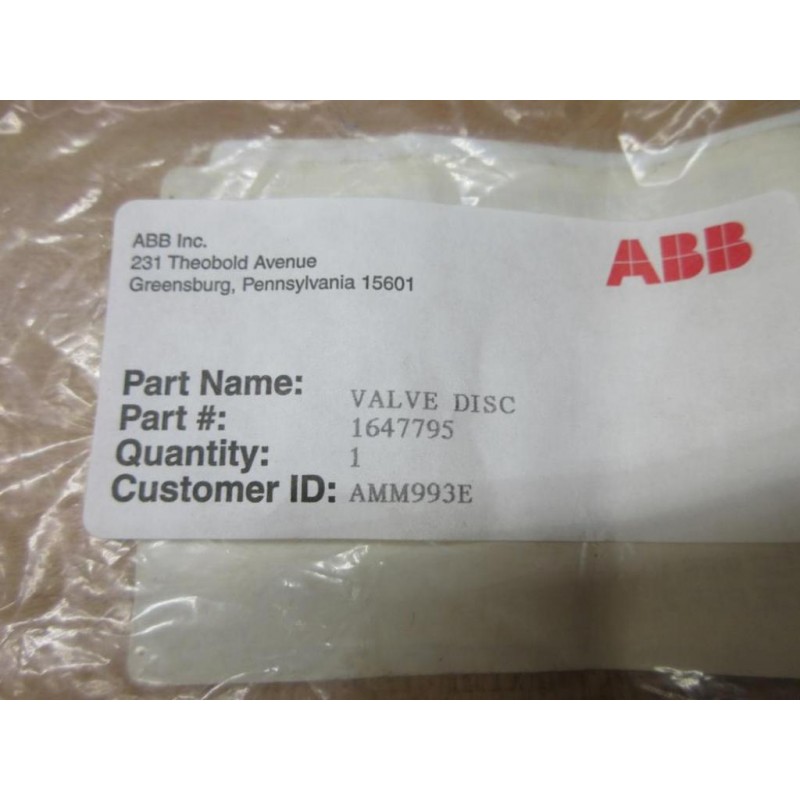 ABB Inc.
231 Theobold Avenue
Greensburg, Pennsylvania 15601
ABB
Part Name: VALVE DISC
Part #: 1647795
Quantity: 1
Customer ID: AMM993E